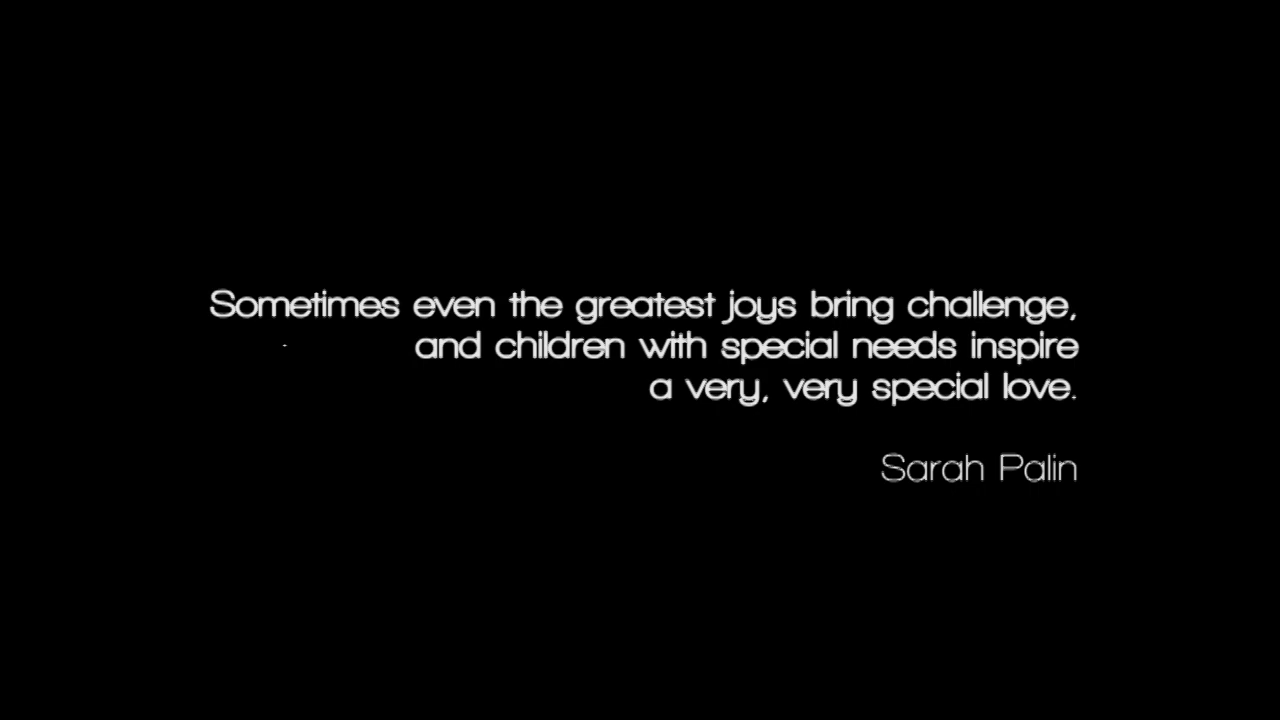 Sometimes even the greatest joys bring challenge,
and children with special needs inspire
a very, very special love.
Sarah Palin